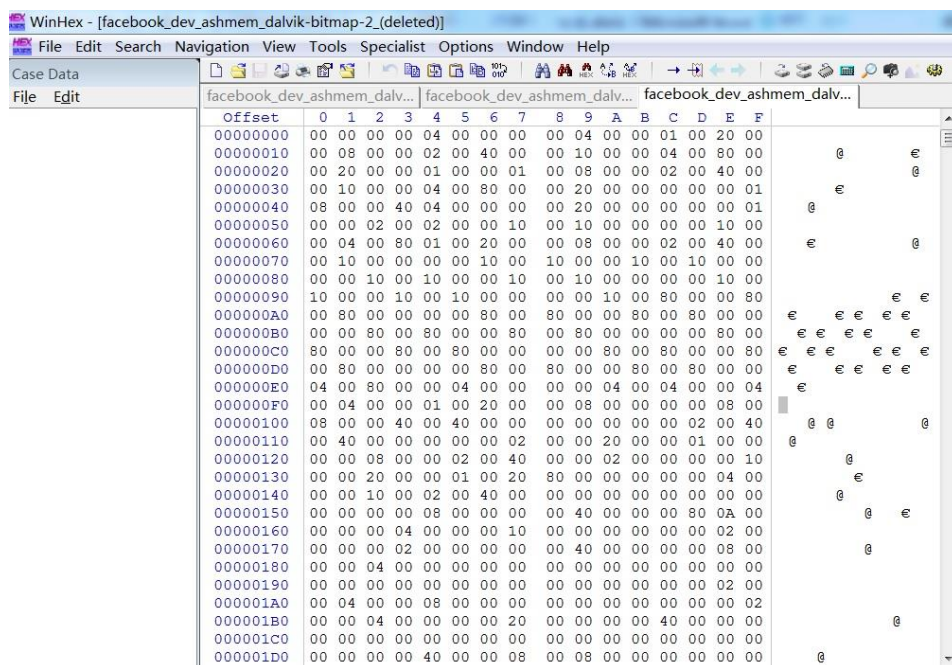 WinHex - [facebook_dev_ashmem_dalvik-bitmap-2_(deleted)]
File Edit Search Navigation View Tools Specialist Options Window Help
Case Data
File Edit
facebook_dev_ashmem_dalv... facebook_dev_ashmem_dalv... facebook_dev_ashmem_dalv...
Offset 0 1 2 3 4 5 6 7 8 9 A B C D E F
00000000 00 00 00 00 04 00 00 00 00 04 00 00 01 00 20 00
00000010 00 08 00 00 02 00 40 00 00 10 00 00 04 00 80 00 @ €
00000020 00 20 00 00 01 00 00 01 00 08 00 00 02 00 40 00 @
00000030 00 10 00 00 04 00 80 00 00 20 00 00 00 00 00 01 €
00000040 08 00 00 40 04 00 00 00 00 20 00 00 00 00 00 01 @
00000050 00 00 02 00 02 00 00 10 00 10 00 00 00 00 10 00
00000060 00 04 00 80 01 00 20 00 00 08 00 00 02 00 40 00 € @
00000070 00 10 00 00 00 00 10 00 10 00 00 10 00 10 00 00
00000080 00 00 10 00 10 00 00 10 00 10 00 00 00 00 10 00
00000090 10 00 00 10 00 10 00 00 00 00 10 00 80 00 00 80 € €
000000A0 00 80 00 00 00 00 80 00 80 00 00 80 00 80 00 00 € € € € €
000000B0 00 00 80 00 80 00 00 80 00 80 00 00 00 00 80 00 € € € € €
000000C0 80 00 00 80 00 80 00 00 00 00 80 00 80 00 00 80 € € € € € €
000000D0 00 80 00 00 00 00 80 00 80 00 00 80 00 80 00 00 € € € € €
000000E0 04 00 80 00 00 04 00 00 00 00 04 00 04 00 00 04 €
000000F0 00 04 00 00 01 00 20 00 00 08 00 00 00 00 08 00
00000100 08 00 00 40 00 40 00 00 00 00 00 00 00 02 00 40 @ @ @
00000110 00 40 00 00 00 00 00 02 00 00 20 00 00 01 00 00 @
00000120 00 00 08 00 00 02 00 40 00 00 02 00 00 00 00 10 @
00000130 00 00 20 00 00 01 00 20 80 00 00 00 00 00 04 00 €
00000140 00 00 10 00 02 00 40 00 00 00 00 00 00 00 00 00 @
00000150 00 00 00 00 08 00 00 00 00 40 00 00 00 80 0A 00 @ €
00000160 00 00 00 04 00 00 00 10 00 00 00 00 00 00 02 00
00000170 00 00 00 02 00 00 00 00 00 40 00 00 00 00 08 00 @
00000180 00 00 04 00 00 00 00 00 00 00 00 00 00 00 00 00
00000190 00 00 00 00 00 00 00 00 00 00 00 00 00 00 02 00
000001A0 00 04 00 00 08 00 00 00 00 00 00 00 00 00 00 02
000001B0 00 00 04 00 00 00 00 20 00 00 00 00 40 00 00 00 @
000001C0 00 00 00 00 00 00 00 00 00 00 00 00 00 00 00 00
000001D0 00 00 00 00 40 00 00 08 00 08 00 00 00 00 00 00 @